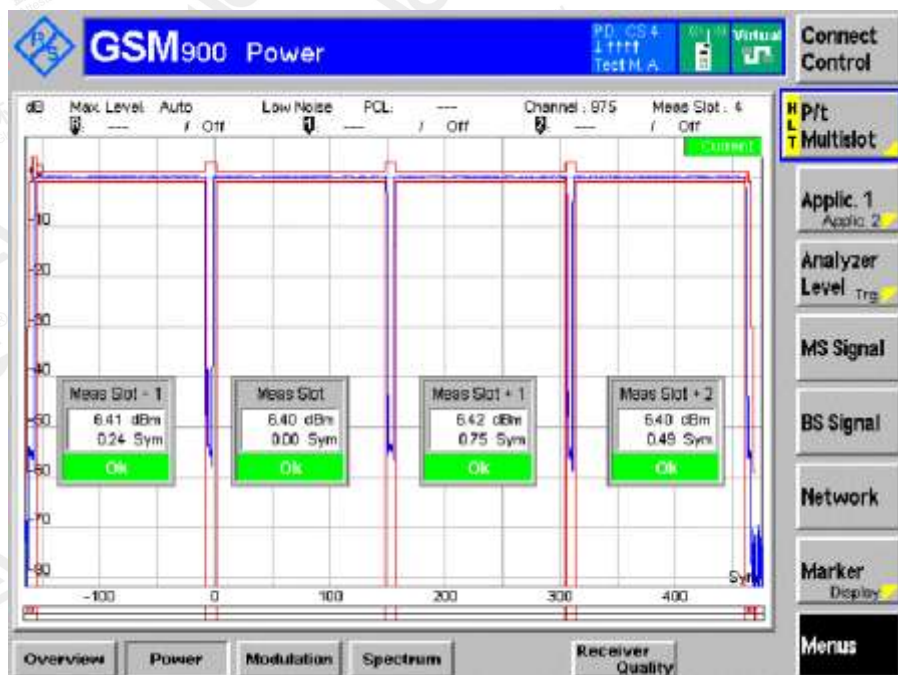 R S
GSM900 Power
PD: CS 4
Test M. A.
Virtual
Connect Control
dB Max. Level: Auto Low Noise PCL: --- Channel : 975 Meas Slot : 4
--- / Off 1 --- / Off 2 --- / Off
Current
H L T
P/t Multislot
Applic. 1
Applic. 2
Analyzer Level Trg.
MS Signal
BS Signal
Network
Marker
Display
Menus
-10
-20
-30
-40
-50
-60
-70
-80
Meas Slot - 1
6.41 dBm
0.24 Sym
Ok
Meas Slot
6.40 dBm
0.00 Sym
Ok
Meas Slot + 1
6.42 dBm
0.75 Sym
Ok
Meas Slot + 2
6.40 dBm
0.49 Sym
Ok
Sym
-100 0 100 200 300 400
Overview Power Modulation Spectrum Receiver Quality